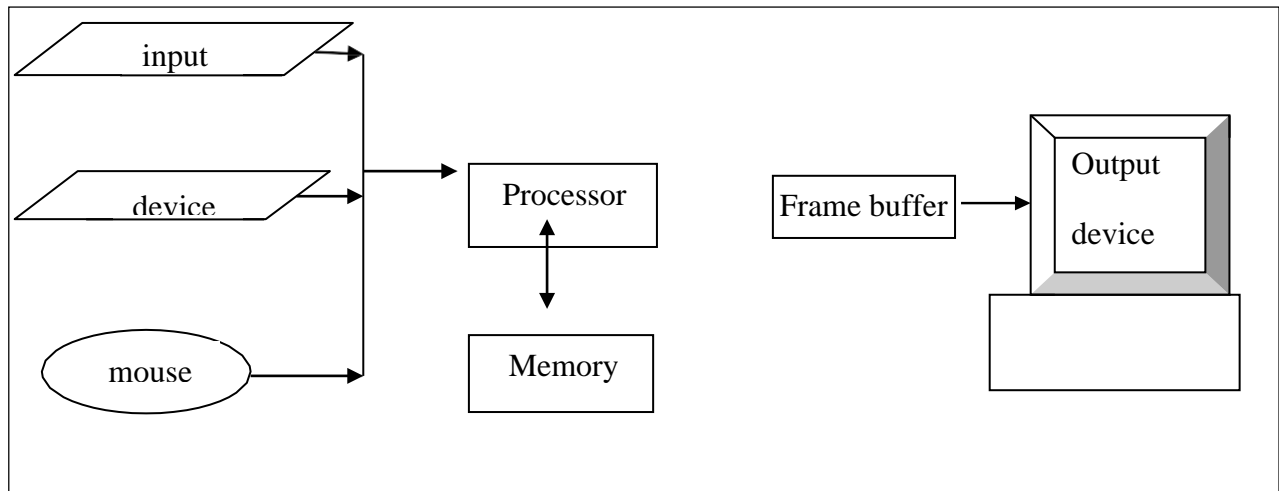 input
device
mouse
Processor
Memory
Frame buffer
Output
device